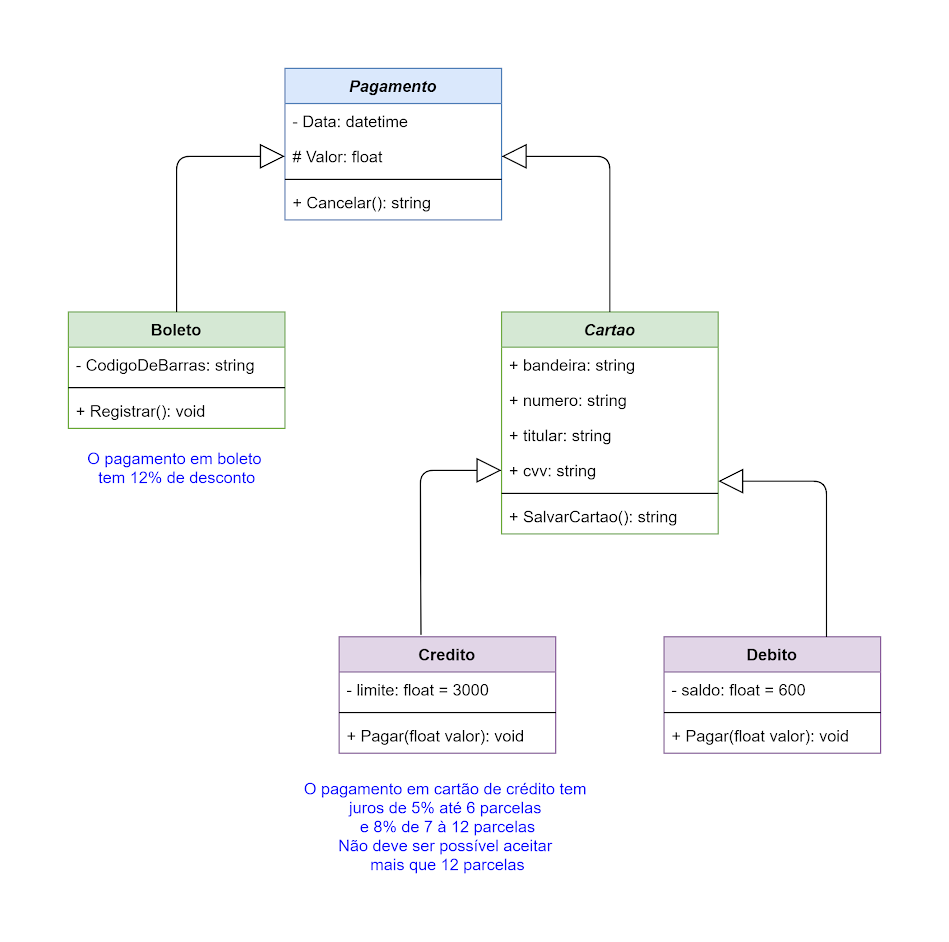 Pagamento
- Data: datetime
# Valor: float
+ Cancelar(): string
Boleto
- CodigoDeBarras: string
+ Registrar(): void
O pagamento em boleto
tem 12% de desconto
Cartao
+ bandeira: string
+ numero: string
+ titular: string
+ cvv: string
+ SalvarCartao(): string
Credito
- limite: float = 3000
+ Pagar(float valor): void
O pagamento em cartão de crédito tem
juros de 5% até 6 parcelas
e 8% de 7 à 12 parcelas
Não deve ser possível aceitar
mais que 12 parcelas
Debito
- saldo: float = 600
+ Pagar(float valor): void